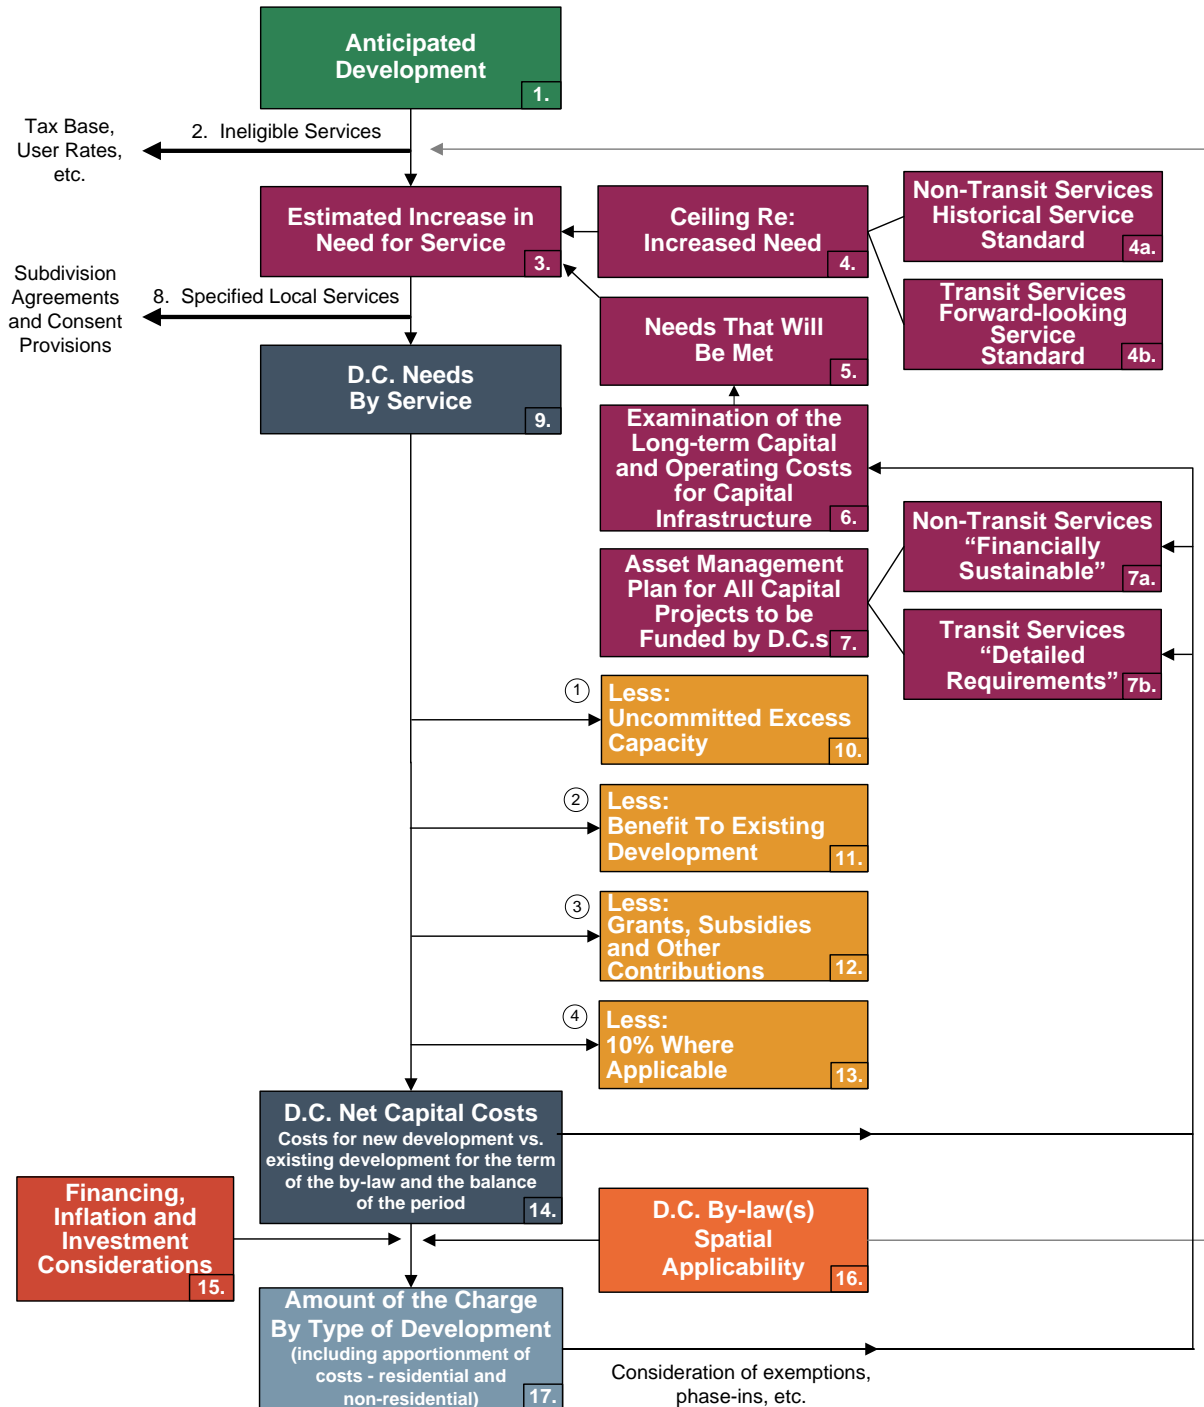 Anticipated
Development
1.
Tax Base,
User Rates,
etc.
2. Ineligible Services
Estimated Increase in
Need for Service
3.
Ceiling Re:
Increased Need
4.
Non-Transit Services
Historical Service
Standard
4a.
Transit Services
Forward-looking
Service
Standard
4b.
Subdivision
Agreements
and Consent
Provisions
8. Specified Local Services
Needs That Will
Be Met
5.
D.C. Needs
By Service
9.
Examination of the
Long-term Capital
and Operating Costs
for Capital
Infrastructure
6.
Non-Transit Services
“Financially
Sustainable”
7a.
Asset Management
Plan for All Capital
Projects to be
Funded by D.C.s
7.
Transit Services
“Detailed
Requirements”
7b.
1
Less:
Uncommitted Excess
Capacity
10.
2
Less:
Benefit To Existing
Development
11.
3
Less:
Grants, Subsidies
and Other
Contributions
12.
4
Less:
10% Where
Applicable
13.
D.C. Net Capital Costs
Costs for new development vs.
existing development for the term
of the by-law and the balance
of the period
14.
Financing,
Inflation and
Investment
Considerations
15.
D.C. By-law(s)
Spatial
Applicability
16.
Amount of the Charge
By Type of Development
(including apportionment of
costs - residential and
non-residential)
17.
Consideration of exemptions,
phase-ins, etc.